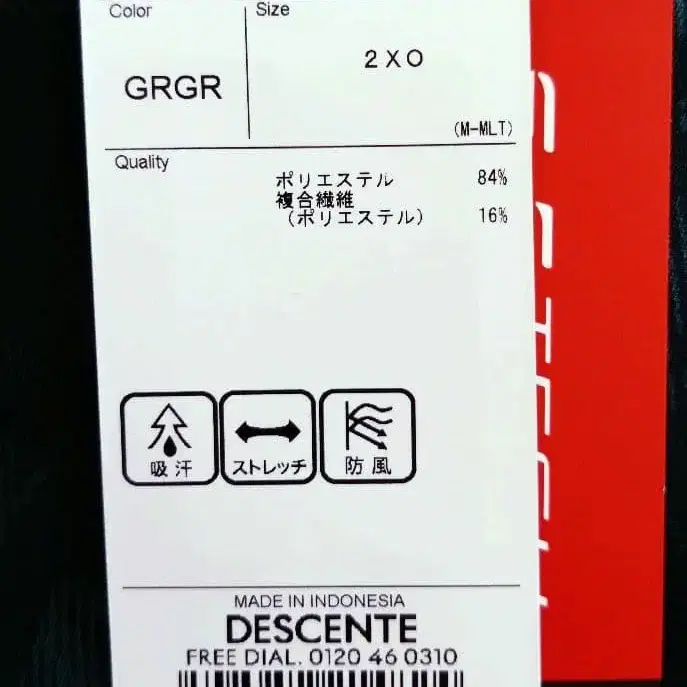 Color
Size
GRGR
2XO
(M-MLT)
Quality
ポリエステル 84%
複合繊維
(ポリエステル) 16%
吸汗
ストレッチ
防風
MADE IN INDONESIA
DESCENTE
FREE DIAL. 0120 46 0310